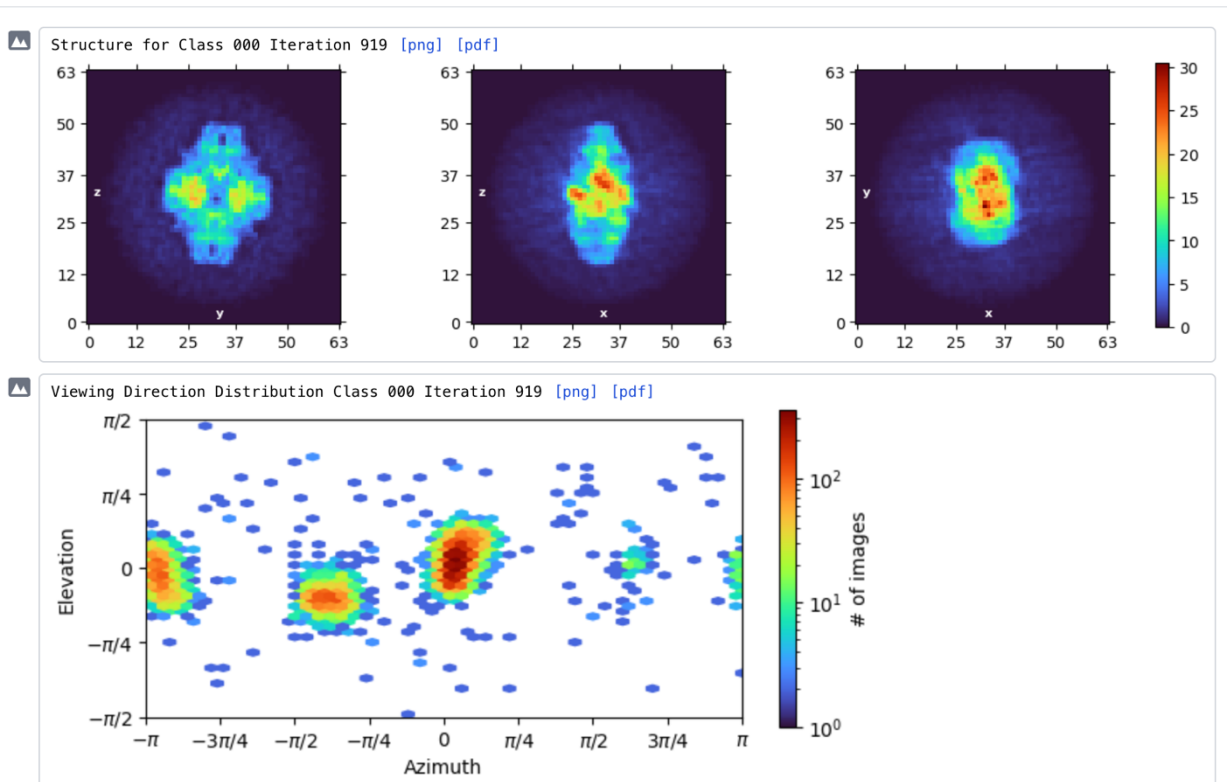 Structure for Class 000 Iteration 919 [png] [pdf]
63 63 63 30
50 50 50 25
37 37 37 20
z z y 15
25 25 25 10
12 12 12 5
y x x
0 0 0 0
0 12 25 37 50 63 0 12 25 37 50 63 0 12 25 37 50 63
Viewing Direction Distribution Class 000 Iteration 919 [png] [pdf]
π/2
10²
π/4
Elevation
0
# of images
10¹
−π/4
−π/2
10⁰
−π −3π/4 −π/2 −π/4 0 π/4 π/2 3π/4 π
Azimuth